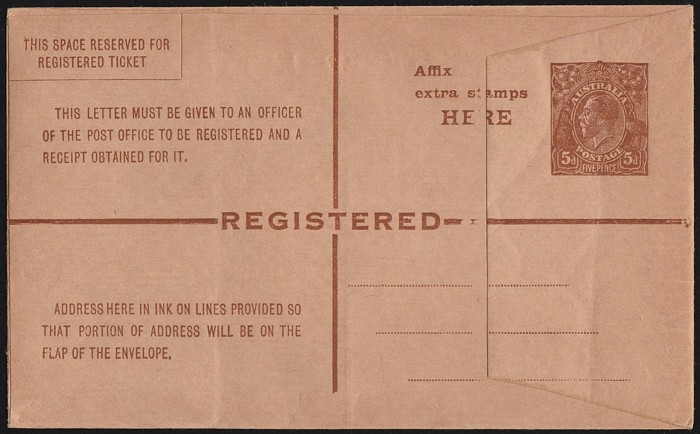 THIS SPACE RESERVED FOR
REGISTERED TICKET
Affix
extra stamps
HERE
AUSTRALIA
POSTAGE
5d 5d
FIVE PENCE
THIS LETTER MUST BE GIVEN TO AN OFFICER
OF THE POST OFFICE TO BE REGISTERED AND A
RECEIPT OBTAINED FOR IT.
REGISTERED
ADDRESS HERE IN INK ON LINES PROVIDED SO
THAT PORTION OF ADDRESS WILL BE ON THE
FLAP OF THE ENVELOPE.